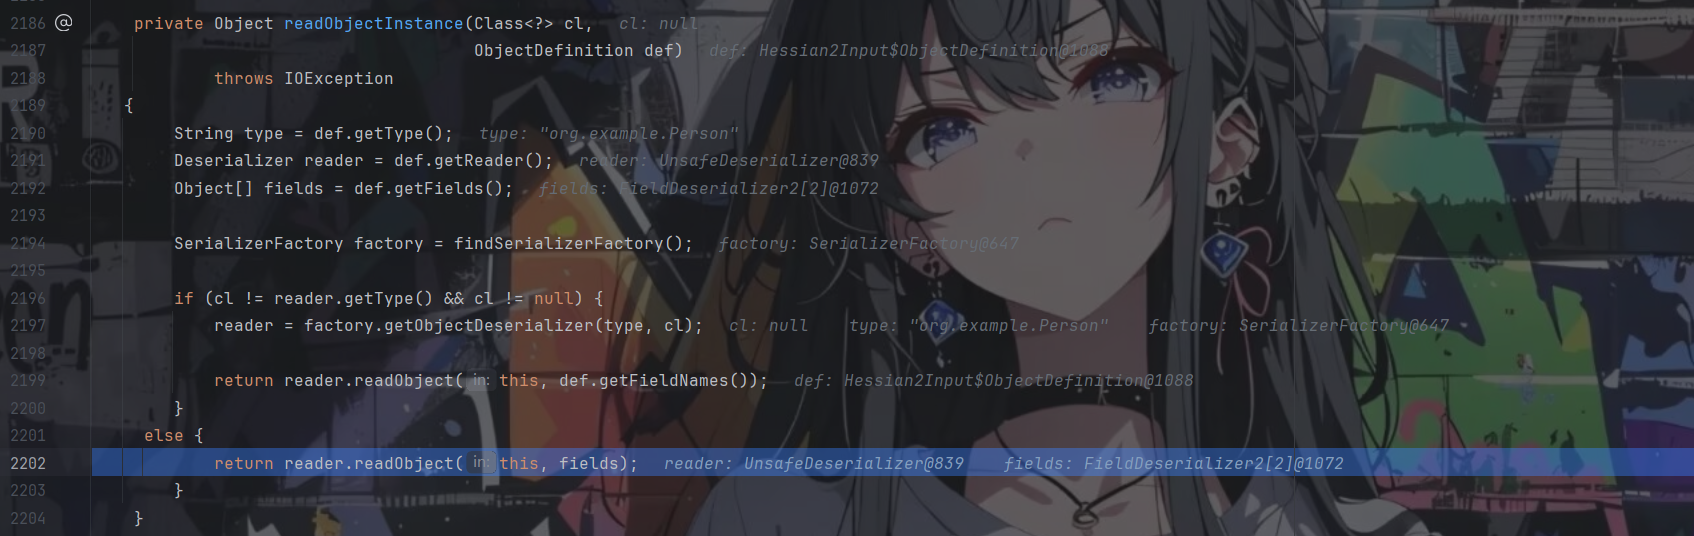 2186 @ private Object readObjectInstance(Class<?> cl, cl: null
2187 ObjectDefinition def) def: Hessian2Input$ObjectDefinition@1088
2188 throws IOException
2189 {
2190 String type = def.getType(); type: "org.example.Person"
2191 Deserializer reader = def.getReader(); reader: UnsafeDeserializer@839
2192 Object[] fields = def.getFields(); fields: FieldDeserializer2[2]@1072
2193
2194 SerializerFactory factory = findSerializerFactory(); factory: SerializerFactory@647
2195
2196 if (cl != reader.getType() && cl != null) {
2197 reader = factory.getObjectDeserializer(type, cl); cl: null type: "org.example.Person" factory: SerializerFactory@647
2198
2199 return reader.readObject( in: this, def.getFieldNames()); def: Hessian2Input$ObjectDefinition@1088
2200 }
2201 else {
2202 return reader.readObject( in: this, fields); reader: UnsafeDeserializer@839 fields: FieldDeserializer2[2]@1072
2203 }
2204 }